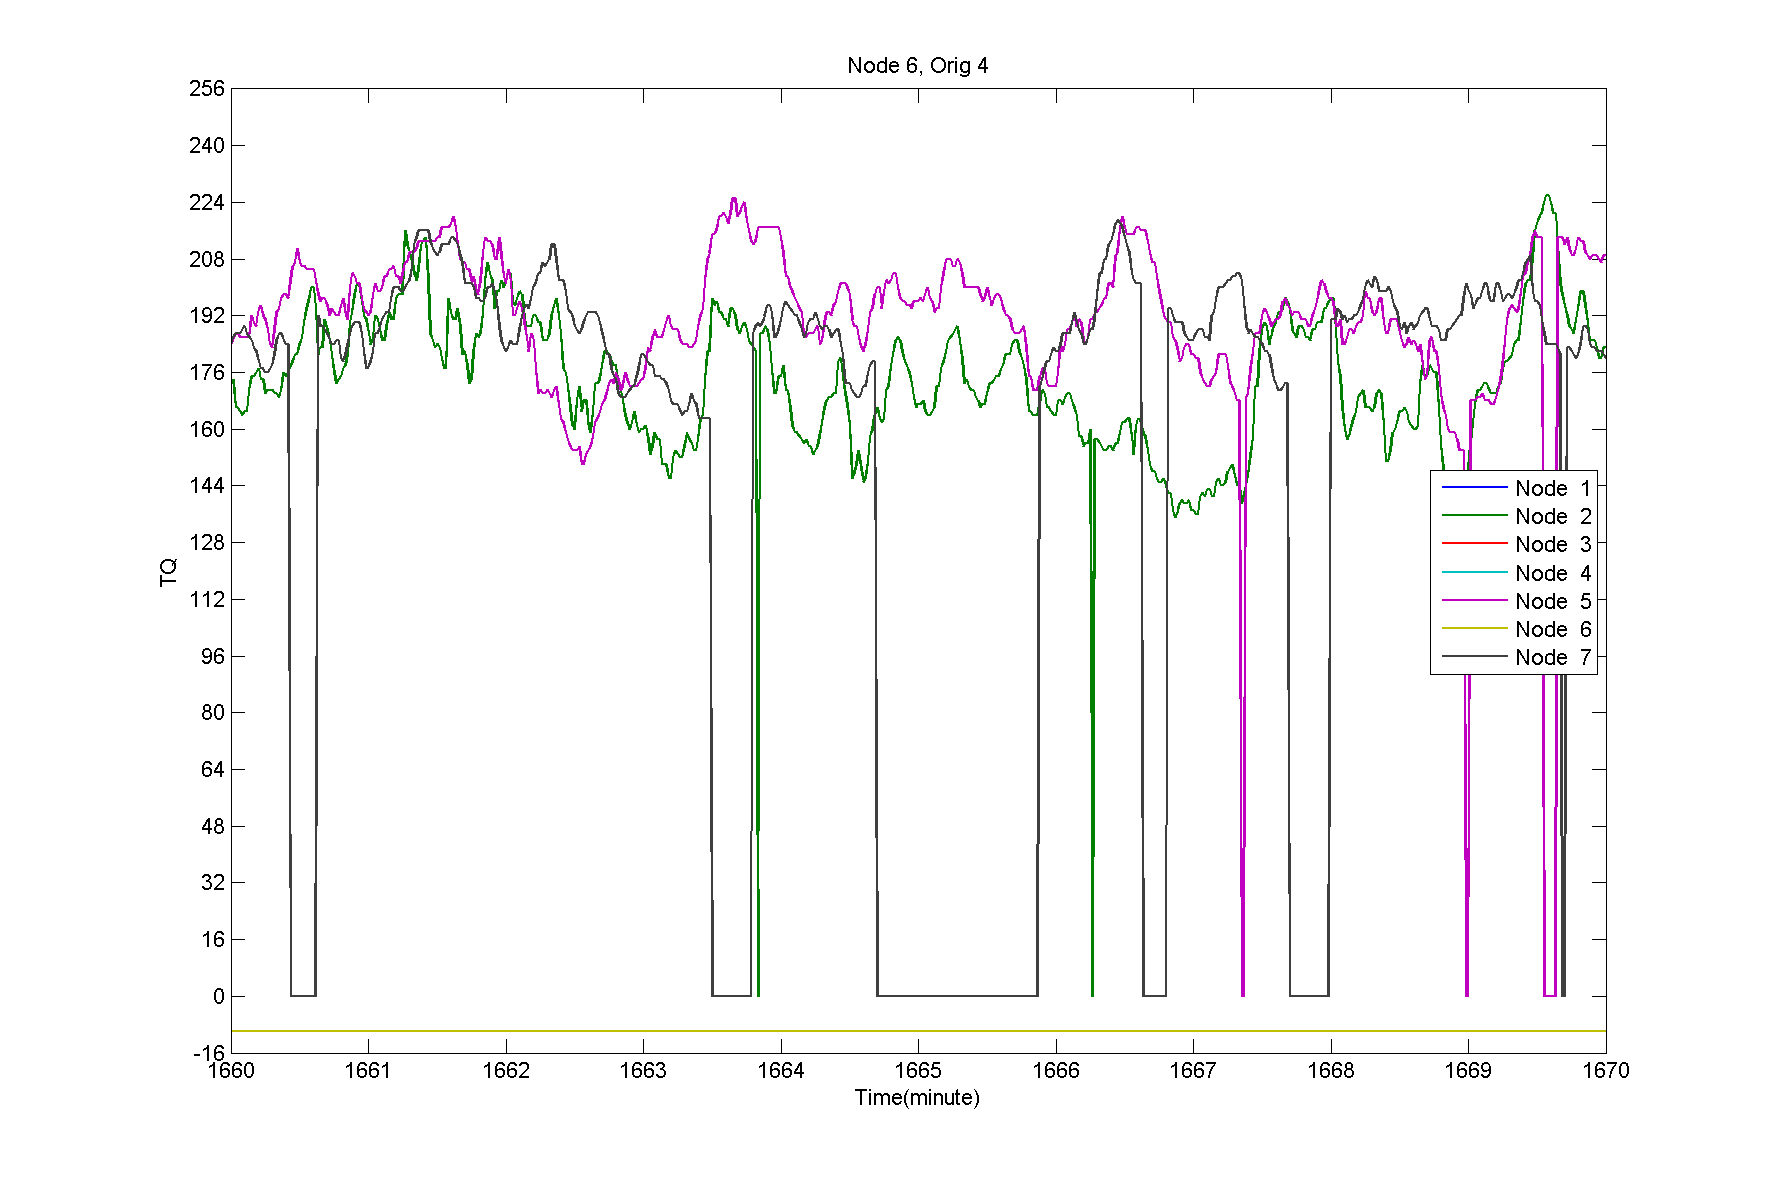 Node 6, Orig 4
256
240
224
208
192
176
160
144
128
112
96
80
64
48
32
16
0
-16
TQ
Node 1
Node 2
Node 3
Node 4
Node 5
Node 6
Node 7
1660 1661 1662 1663 1664 1665 1666 1667 1668 1669 1670
Time(minute)